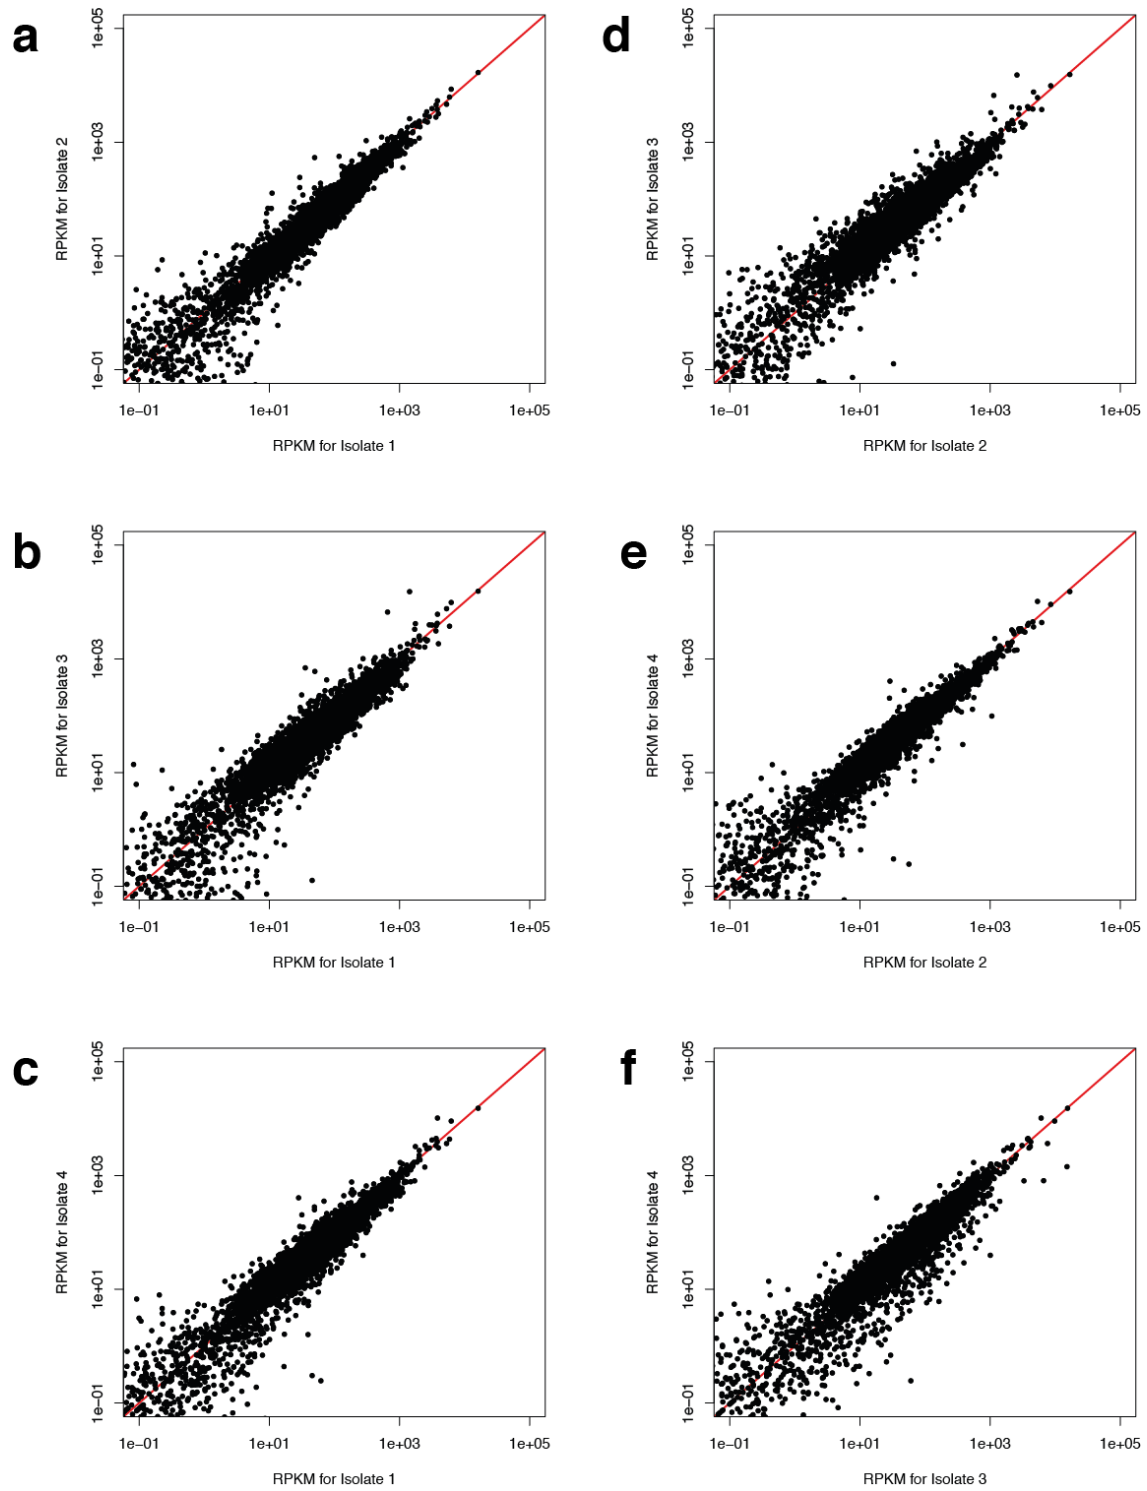 a
1e+05
1e+03
1e+01
1e−01
RPKM for Isolate 2
1e−01 1e+01 1e+03 1e+05
RPKM for Isolate 1
d
1e+05
1e+03
1e+01
1e−01
RPKM for Isolate 3
1e−01 1e+01 1e+03 1e+05
RPKM for Isolate 2
b
1e+05
1e+03
1e+01
1e−01
RPKM for Isolate 3
1e−01 1e+01 1e+03 1e+05
RPKM for Isolate 1
e
1e+05
1e+03
1e+01
1e−01
RPKM for Isolate 4
1e−01 1e+01 1e+03 1e+05
RPKM for Isolate 2
c
1e+05
1e+03
1e+01
1e−01
RPKM for Isolate 4
1e−01 1e+01 1e+03 1e+05
RPKM for Isolate 1
f
1e+05
1e+03
1e+01
1e−01
RPKM for Isolate 4
1e−01 1e+01 1e+03 1e+05
RPKM for Isolate 3